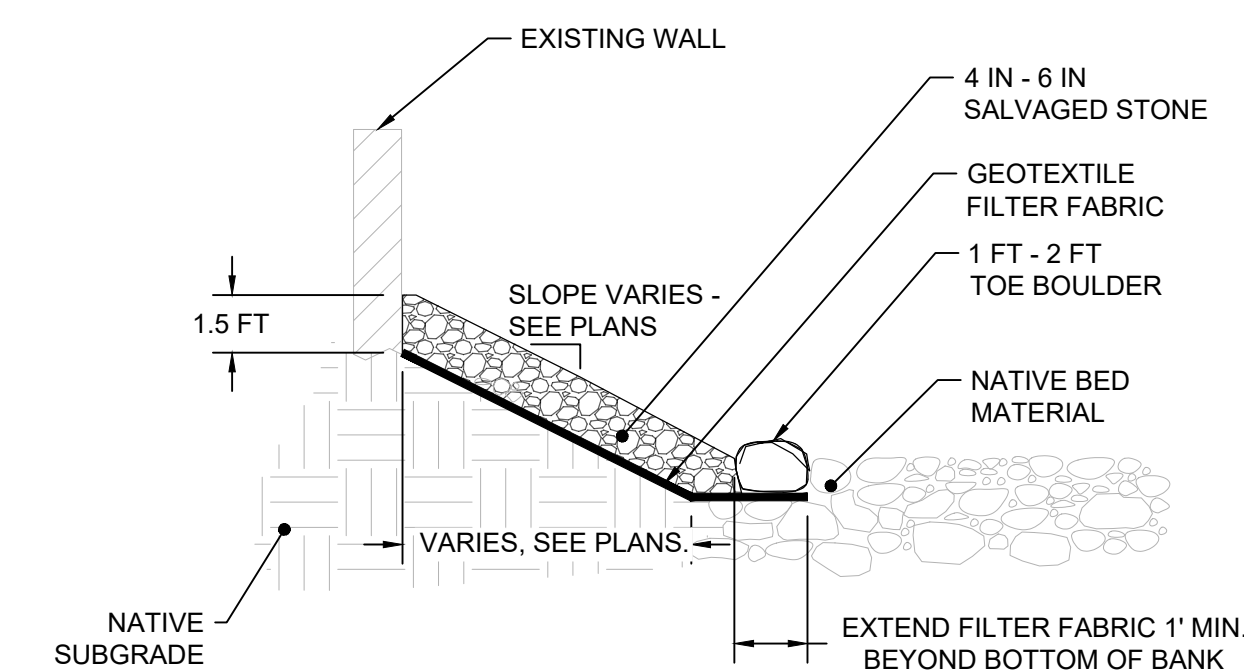 EXISTING WALL
4 IN - 6 IN
SALVAGED STONE
GEOTEXTILE
FILTER FABRIC
1 FT - 2 FT
TOE BOULDER
SLOPE VARIES -
SEE PLANS
1.5 FT
NATIVE BED
MATERIAL
VARIES, SEE PLANS.
NATIVE
SUBGRADE
EXTEND FILTER FABRIC 1' MIN.
BEYOND BOTTOM OF BANK